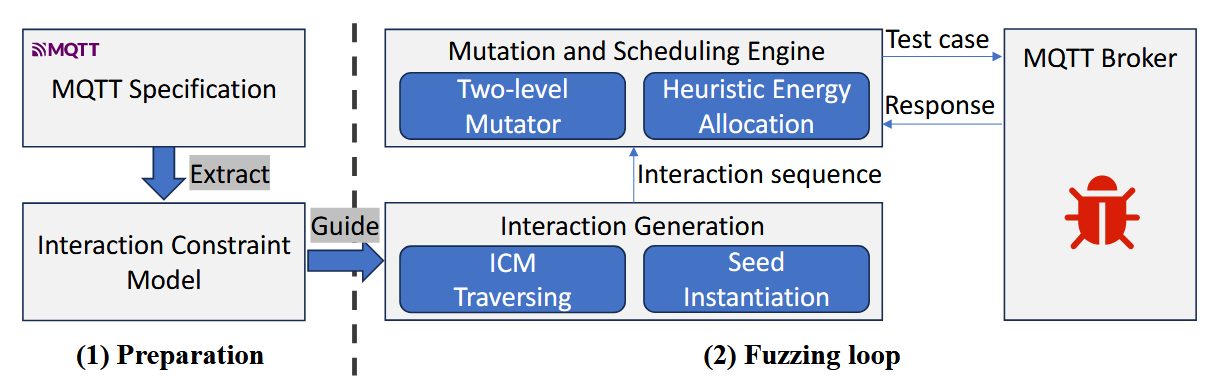 MQTT
MQTT Specification
Extract
Interaction Constraint
Model
(1) Preparation
Guide
Mutation and Scheduling Engine
Two-level
Mutator
Heuristic Energy
Allocation
Interaction sequence
Interaction Generation
ICM
Traversing
Seed
Instantiation
Test case
Response
MQTT Broker
(2) Fuzzing loop